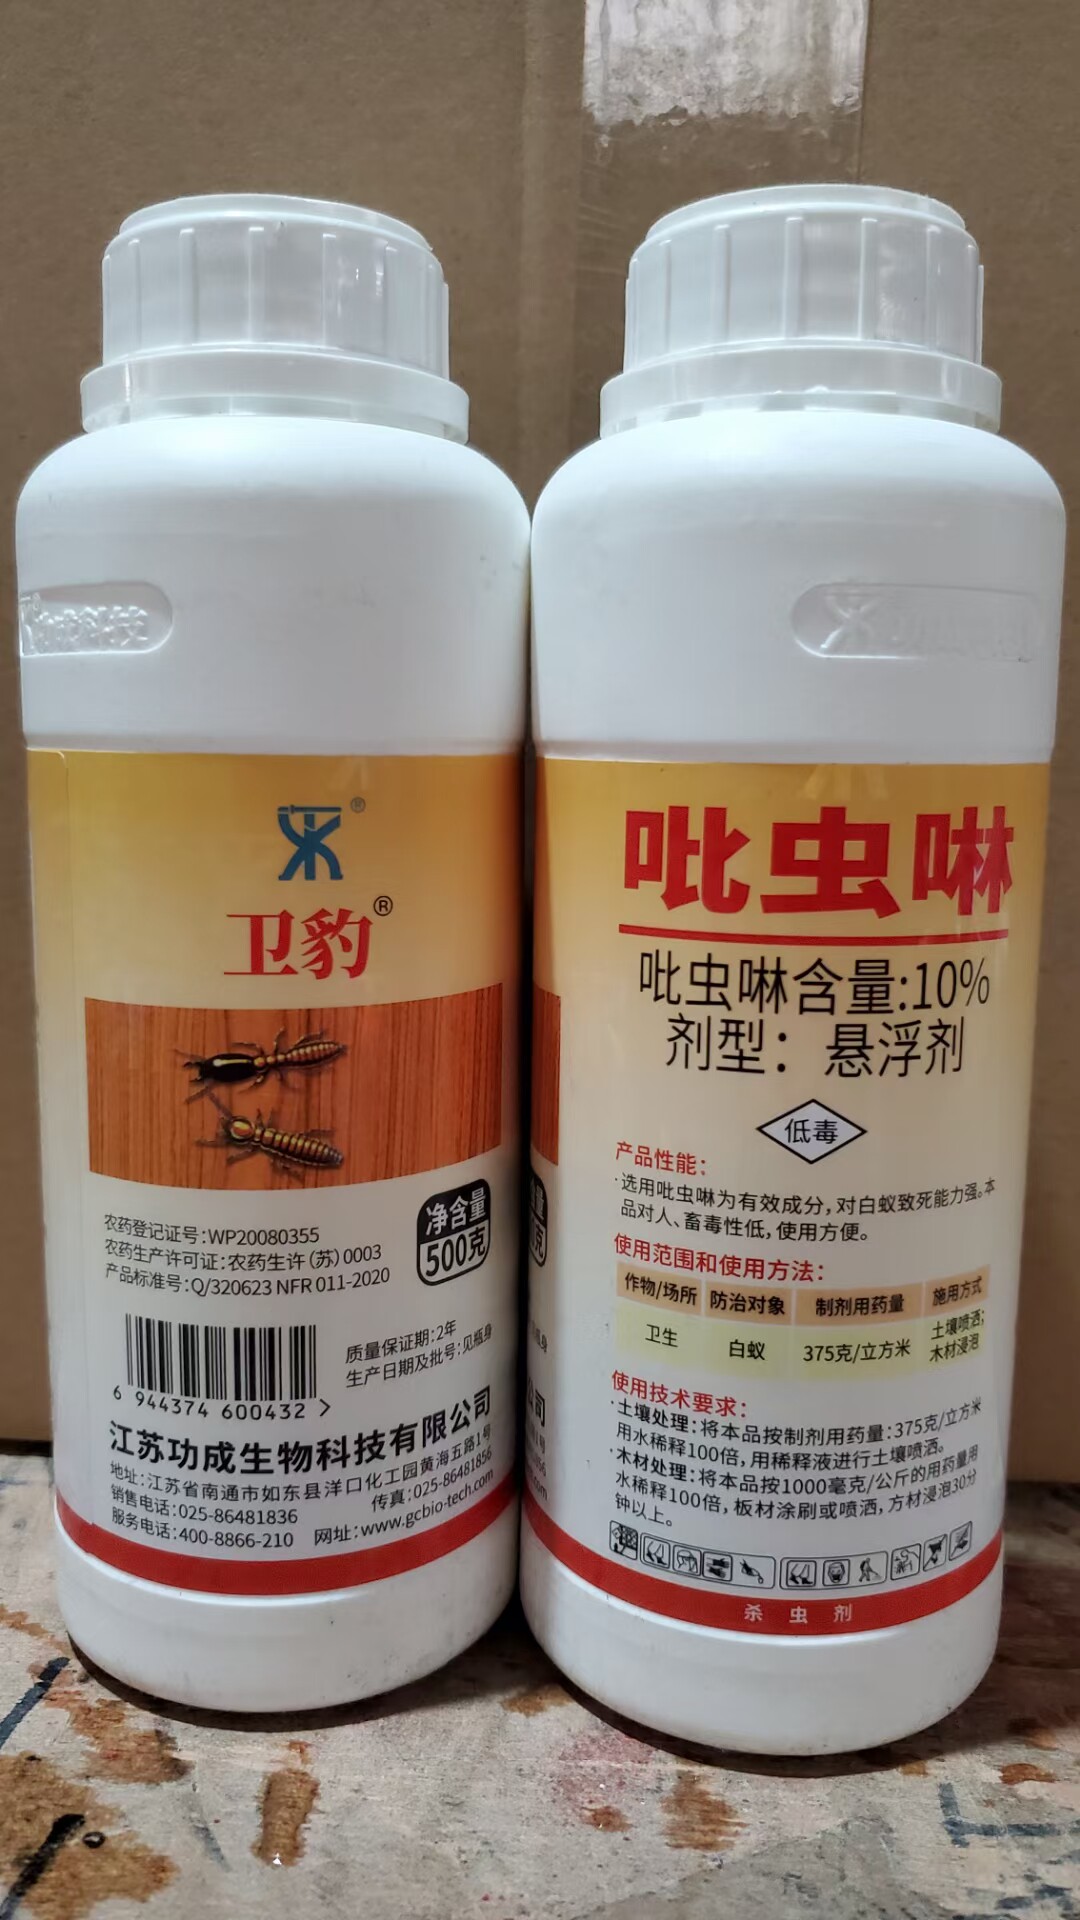 ®
卫豹®
净含量
500克
农药登记证号:WP20080355
农药生产许可证:农药生许(苏)0003
产品标准号:Q/320623 NFR 011-2020
质量保证期:2年
生产日期及批号:见瓶身
6 944374 600432 >
江苏功成生物科技有限公司
地址:江苏省南通市如东县洋口化工园黄海五路1号
销售电话:025-86481836
传真:025-86481856
服务电话:400-8866-210
网址:www.gcbio-tech.com
吡虫啉
吡虫啉含量:10%
剂型：悬浮剂
低毒
产品性能：
·选用吡虫啉为有效成分，对白蚁致死能力强。本
品对人、畜毒性低，使用方便。
使用范围和使用方法：
作物/场所 防治对象 制剂用药量 施用方式
卫生 白蚁 375克/立方米 土壤喷洒；
木材浸泡
使用技术要求：
·土壤处理：将本品按制剂用药量：375克/立方米
用水稀释100倍，用稀释液进行土壤喷洒。
·木材处理：将本品按1000毫克/公斤的用药量用
水稀释100倍，板材涂刷或喷洒，方材浸泡30分
钟以上。
杀虫剂